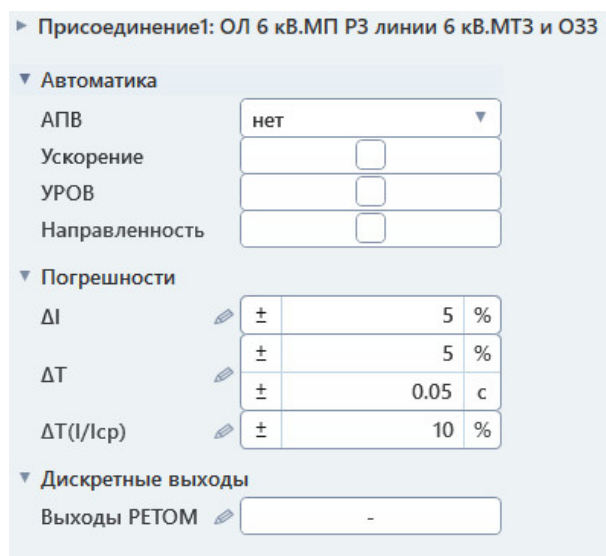 Присоединение1: ОЛ 6 кВ.МП РЗ линии 6 кВ.МТЗ и ОЗЗ
Автоматика
АПВ нет
Ускорение
УРОВ
Направленность
Погрешности
ΔI ± 5 %
± 5 %
ΔT
± 0.05 с
ΔT(I/Iср) ± 10 %
Дискретные выходы
Выходы РЕТОМ -